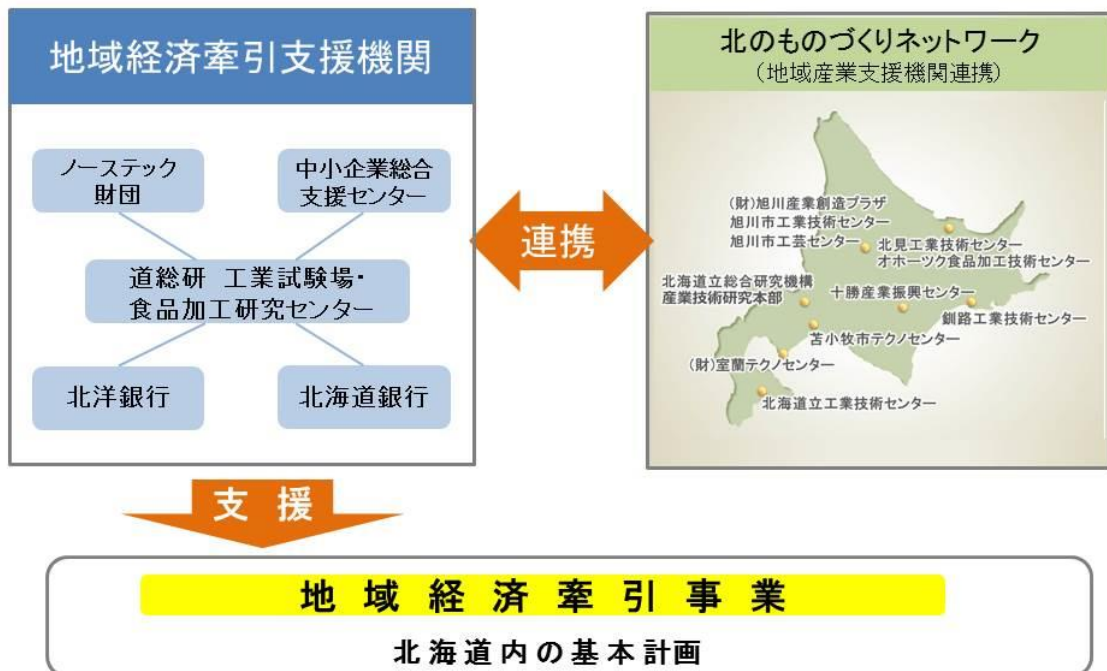 地域経済牽引支援機関
ノーステック
財団
中小企業総合
支援センター
道総研 工業試験場・
食品加工研究センター
北洋銀行
北海道銀行
連携
北のものづくりネットワーク
（地域産業支援機関連携）
(財)旭川産業創造プラザ
旭川市工業技術センター
旭川市工芸センター
北見工業技術センター
オホーツク食品加工技術センター
北海道立総合研究機構
産業技術研究本部
十勝産業振興センター
釧路工業技術センター
苫小牧市テクノセンター
(財)室蘭テクノセンター
北海道立工業技術センター
支 援
地 域 経 済 牽 引 事 業
北海道内の基本計画